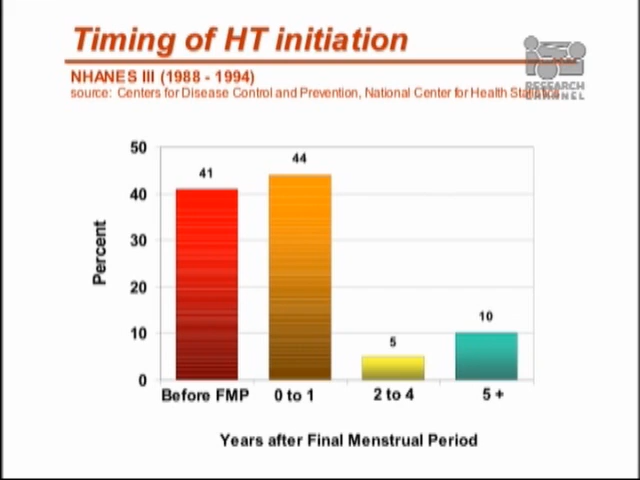 Timing of HT initiation
NHANES III (1988 - 1994)
source: Centers for Disease Control and Prevention, National Center for Health Statistics
RESEARCH
CHANNEL
50
40
30
20
10
0
Percent
41
44
5
10
Before FMP
0 to 1
2 to 4
5 +
Years after Final Menstrual Period